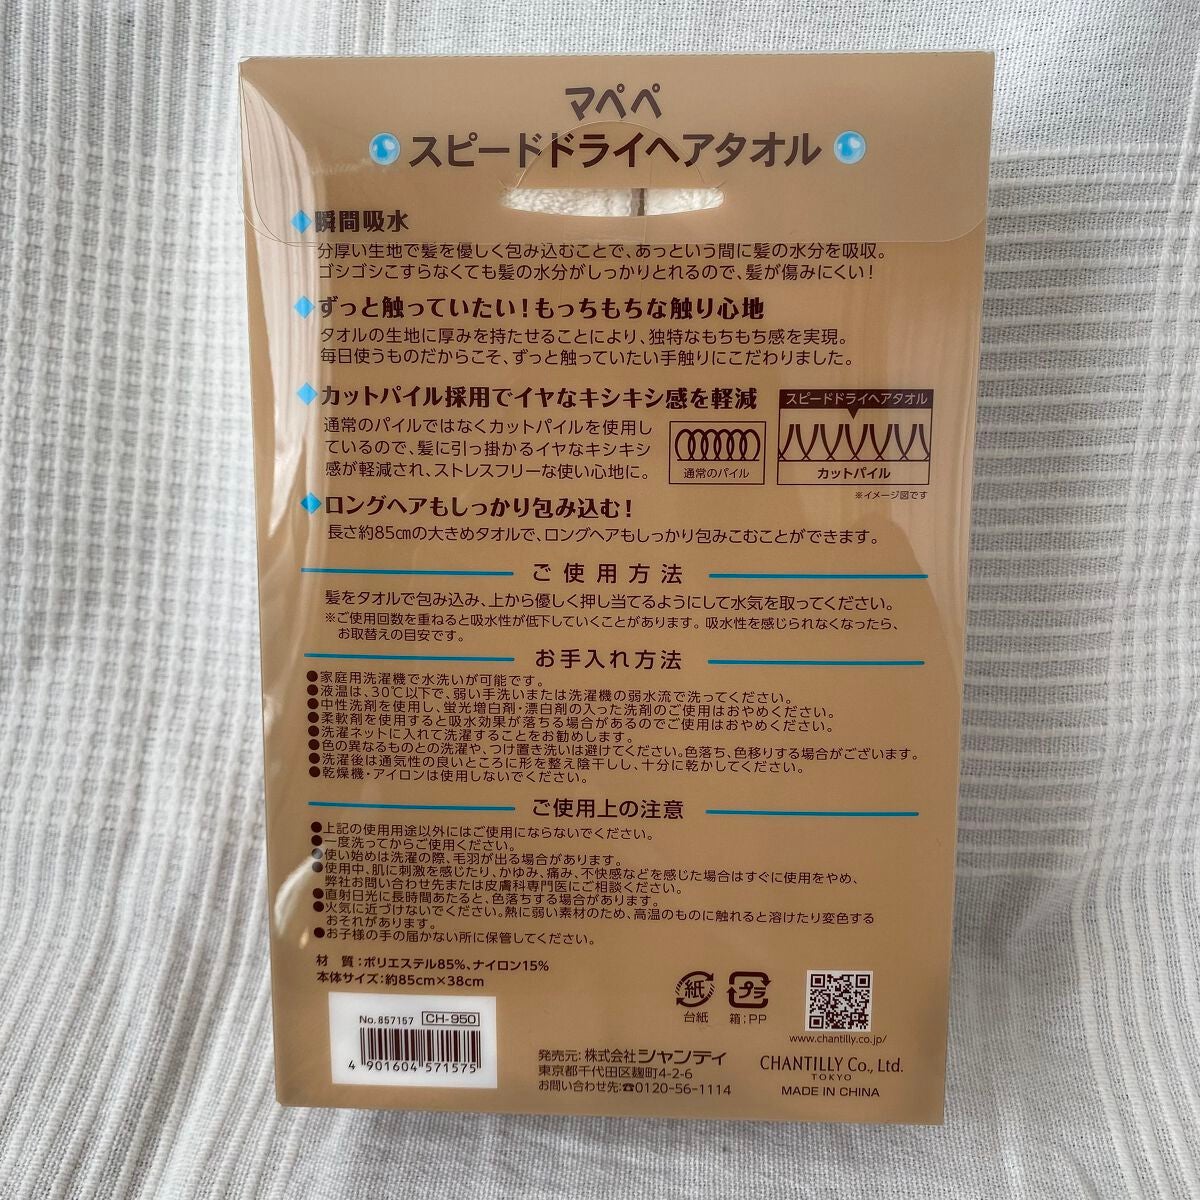 マペペ
スピードドライヘアタオル
瞬間吸水
分厚い生地で髪を優しく包み込むことで、あっという間に髪の水分を吸収。
ゴシゴシこすらなくても髪の水分がしっかりとれるので、髪が傷みにくい!
ずっと触っていたい!もっちもちな触り心地
タオルの生地に厚みを持たせることにより、独特なもちもち感を実現。
毎日使うものだからこそ、ずっと触っていたい手触りにこだわりました。
カットパイル採用でイヤなキシキシ感を軽減
通常のパイルではなくカットパイルを使用し
ているので、髪に引っ掛かるイヤなキシキシ
感が軽減され、ストレスフリーな使い心地に。
通常のパイル
スピードドライヘアタオル
カットパイル
※イメージ図です
ロングヘアもしっかり包み込む!
長さ約85㎝の大きめタオルで、ロングヘアもしっかり包みこむことができます。
ご使用方法
髪をタオルで包み込み、上から優しく押し当てるようにして水気を取ってください。
※ご使用回数を重ねると吸水性が低下していくことがあります。吸水性を感じられなくなったら、
お取替えの目安です。
お手入れ方法
●家庭用洗濯機で水洗いが可能です。
●液温は、30℃以下で、弱い手洗いまたは洗濯機の弱水流で洗ってください。
●中性洗剤を使用し、蛍光増白剤・漂白剤の入った洗剤のご使用はおやめください。
●柔軟剤を使用すると吸水効果が落ちる場合があるのでご使用はおやめください。
●洗濯ネットに入れて洗濯することをお勧めします。
●色の異なるものとの洗濯や、つけ置き洗いは避けてください。色落ち、色移りする場合がございます。
●洗濯後は通気性の良いところに形を整え陰干しし、十分に乾かしてください。
●乾燥機・アイロンは使用しないでください。
ご使用上の注意
●上記の使用用途以外にはご使用にならないでください。
●一度洗ってからご使用ください。
●使い始めは洗濯の際、毛羽が出る場合があります。
●使用中、肌に刺激を感じたり、かゆみ、痛み、不快感などを感じた場合はすぐに使用をやめ、
弊社お問い合わせ先または皮膚科専門医にご相談ください。
●直射日光に長時間あたると、色落ちする場合があります。
●火気に近づけないでください。熱に弱い素材のため、高温のものに触れると溶けたり変色する
おそれがあります。
●お子様の手の届かない所に保管してください。
材 質:ポリエステル85%、ナイロン15%
本体サイズ:約85cm×38cm
No.857157 CH-950
4 901604 571575
紙
台紙
プラ
箱;PP
発売元:株式会社シャンティ
東京都千代田区麹町4-2-6
お問い合わせ先:☎0120-56-1114
www.chantilly.co.jp/
CHANTILLY Co., Ltd.
TOKYO
MADE IN CHINA